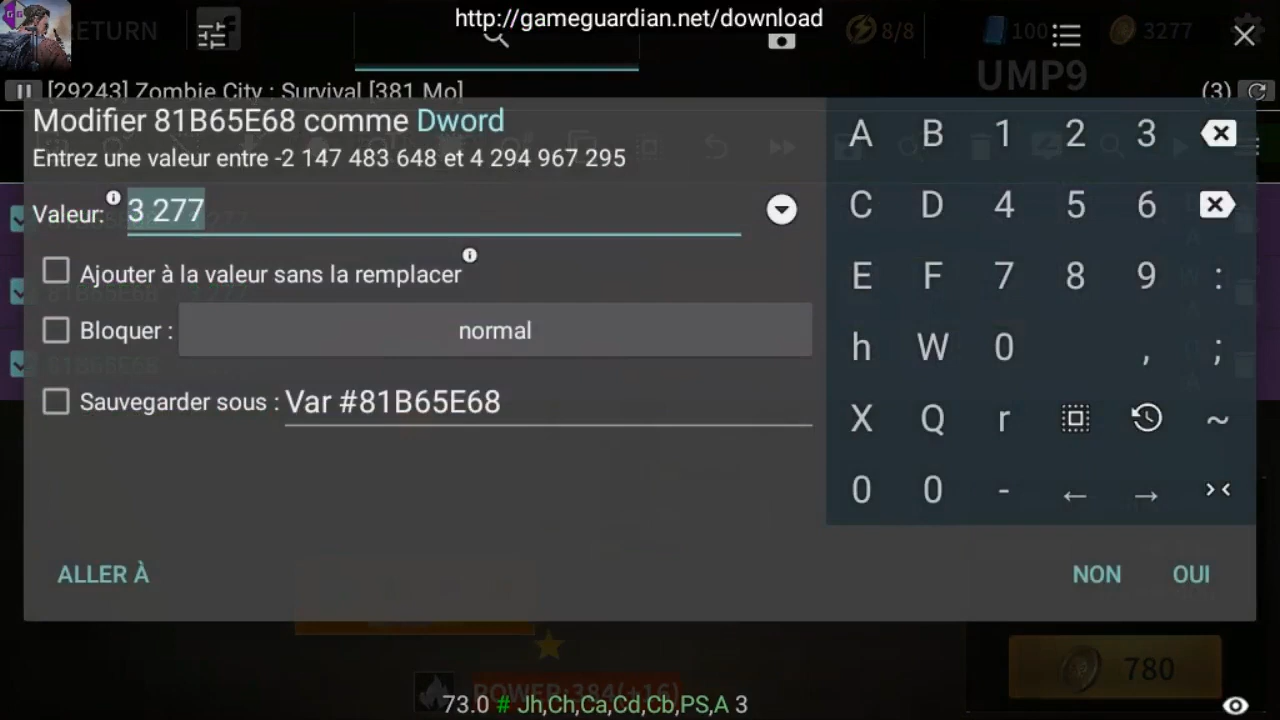 http://gameguardian.net/download
RETURN
8/8
100
3277
UMP9
[29243] Zombie City : Survival [381 Mo]
(3)
Modifier 81B65E68 comme Dword
Entrez une valeur entre -2 147 483 648 et 4 294 967 295
Valeur: 3 277
Ajouter à la valeur sans la remplacer
Bloquer : normal
Sauvegarder sous : Var #81B65E68
A B 1 2 3
C D 4 5 6
E F 7 8 9 :
h W 0 , ;
X Q r ~
0 0 - ← → ><
ALLER À
NON
OUI
780
POWER:384(+16)
73.0 # Jh,Ch,Ca,Cd,Cb,PS,A 3